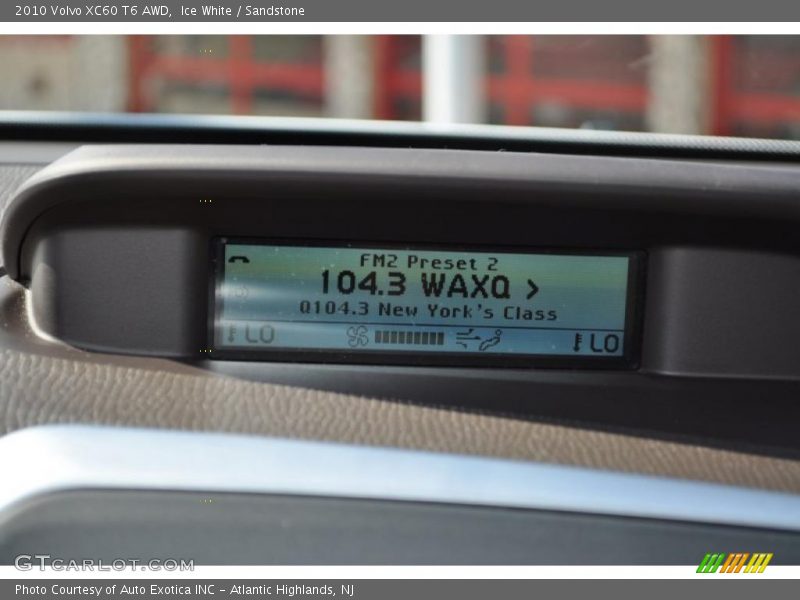 2010 Volvo XC60 T6 AWD,  Ice White / Sandstone
FM2 Preset 2
104.3 WAXQ >
Q104.3 New York's Class
LO LO
GTCARLOT.COM
Photo Courtesy of Auto Exotica INC - Atlantic Highlands, NJ